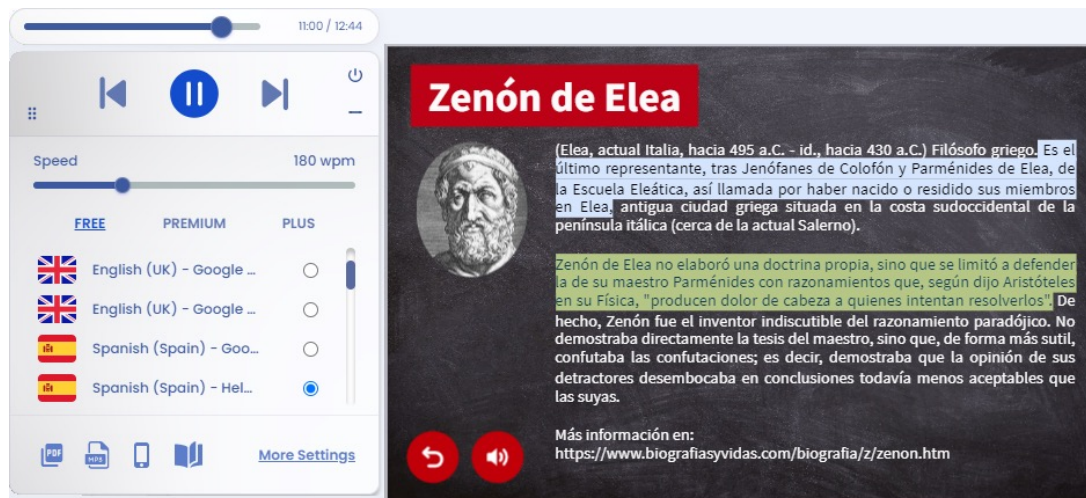 11:00 / 12:44
Speed
180 wpm
FREE
PREMIUM
PLUS
English (UK) - Google ...
English (UK) - Google ...
Spanish (Spain) - Goo...
Spanish (Spain) - Hel...
PDF
MP3
More Settings
Zenón de Elea
(Elea, actual Italia, hacia 495 a.C. - id., hacia 430 a.C.) Filósofo griego. Es el
último representante, tras Jenófanes de Colofón y Parménides de Elea, de
la Escuela Eleática, así llamada por haber nacido o residido sus miembros
en Elea, antigua ciudad griega situada en la costa sudoccidental de la
península itálica (cerca de la actual Salerno).
Zenón de Elea no elaboró una doctrina propia, sino que se limitó a defender
la de su maestro Parménides con razonamientos que, según dijo Aristóteles
en su Física, "producen dolor de cabeza a quienes intentan resolverlos". De
hecho, Zenón fue el inventor indiscutible del razonamiento paradójico. No
demostraba directamente la tesis del maestro, sino que, de forma más sutil,
confutaba las confutaciones; es decir, demostraba que la opinión de sus
detractores desembocaba en conclusiones todavía menos aceptables que
las suyas.
Más información en:
https://www.biografiasyvidas.com/biografia/z/zenon.htm